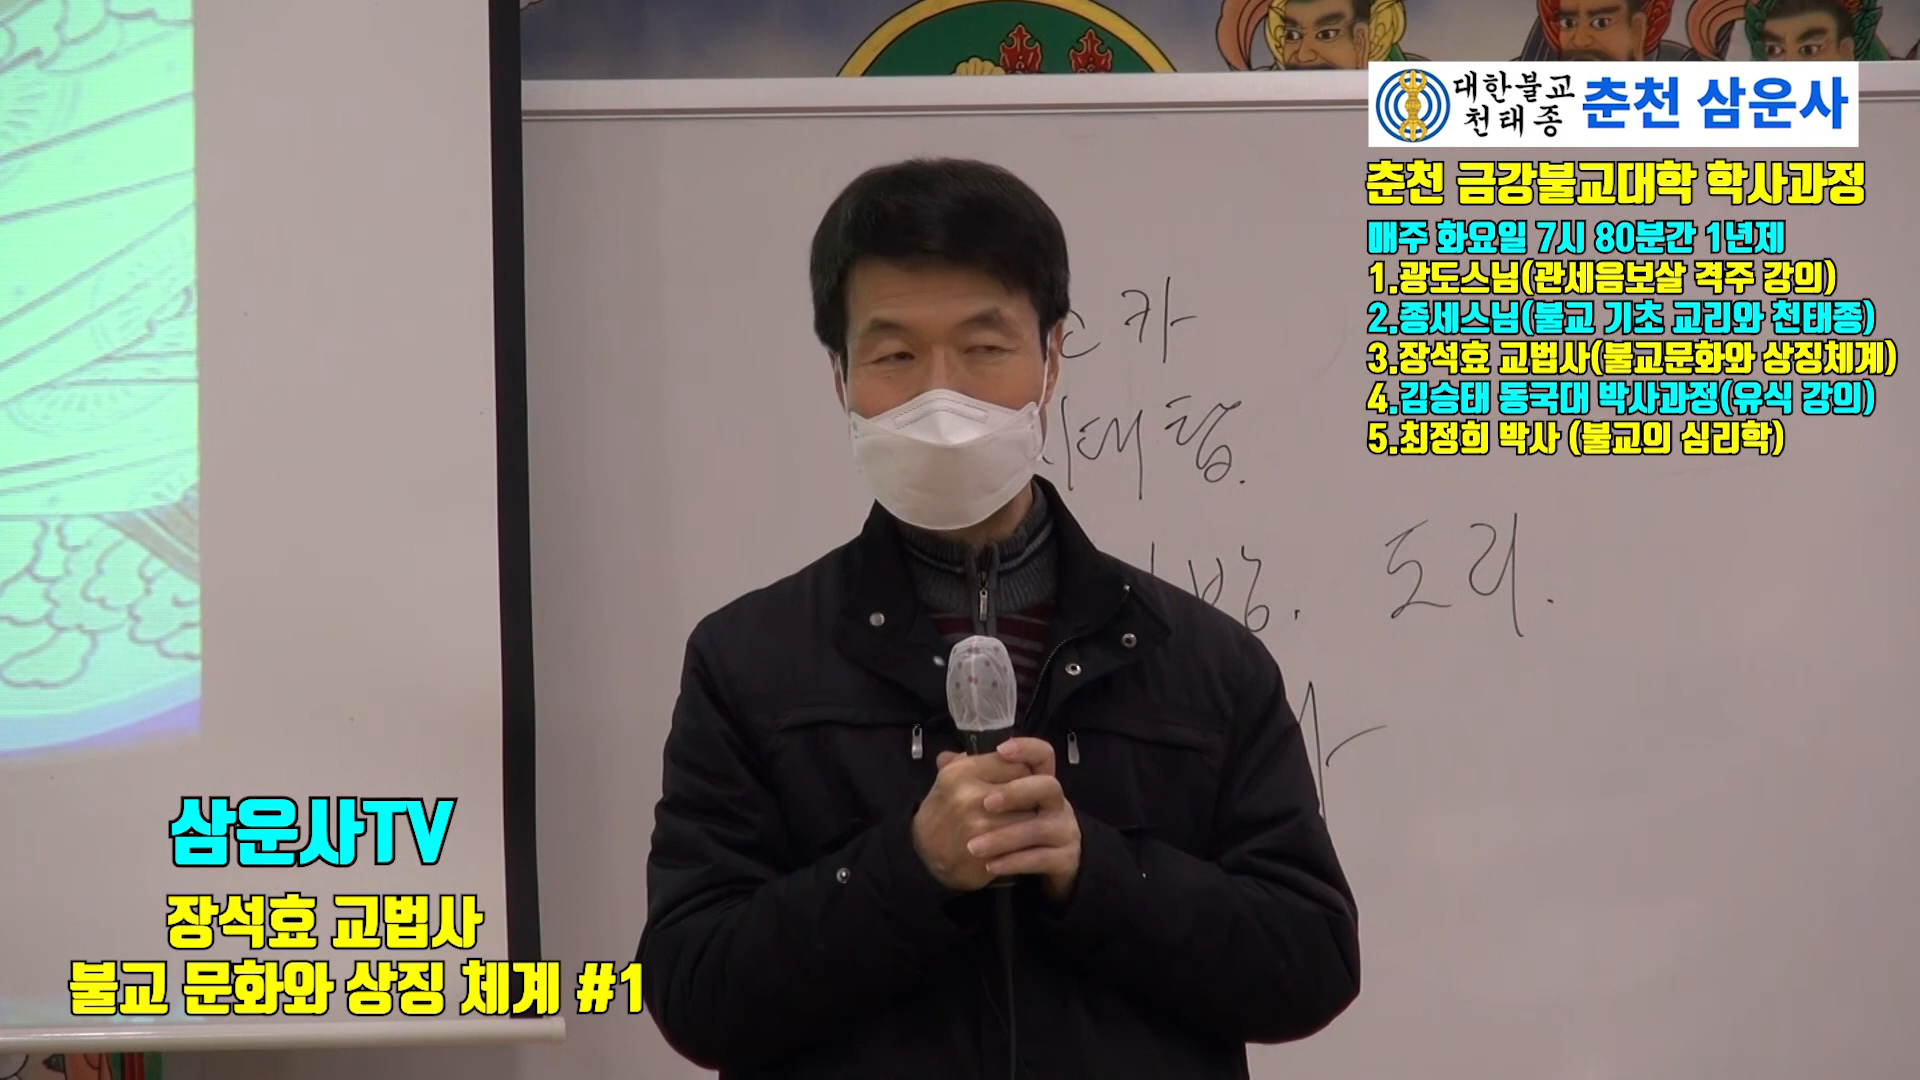 대한불교
천태종
춘천 삼운사
춘천 금강불교대학 학사과정
매주 화요일 7시 80분간 1년제
1.광도스님(관세음보살 격주 강의)
2.종세스님(불교 기초 교리와 천태종)
3.장석효 교법사(불교문화와 상징체계)
4.김승태 동국대 박사과정(유식 강의)
5.최정희 박사 (불교의 심리학)
카
도리.
삼운사TV
장석효 교법사
불교 문화와 상징 체계 #1